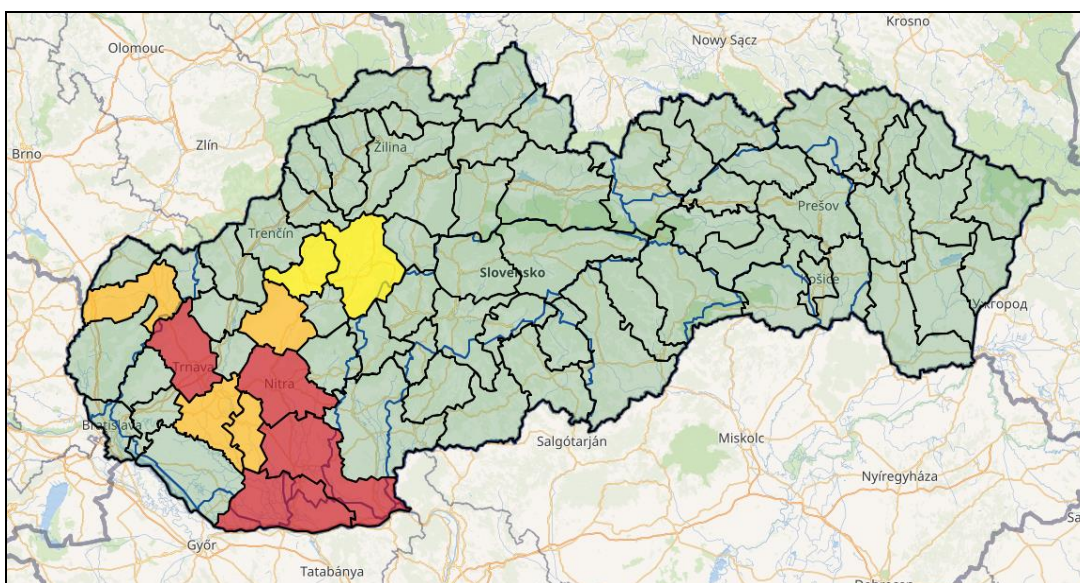 Krosno
Olomouc
Nowy Sącz
Brno
Zlín
Žilina
Prešov
Trenčín
Slovensko
Košice
Ужгород
Trnava
Nitra
Bratislava
Salgótarján
Miskolc
Nyíregyháza
Győr
Tatabánya